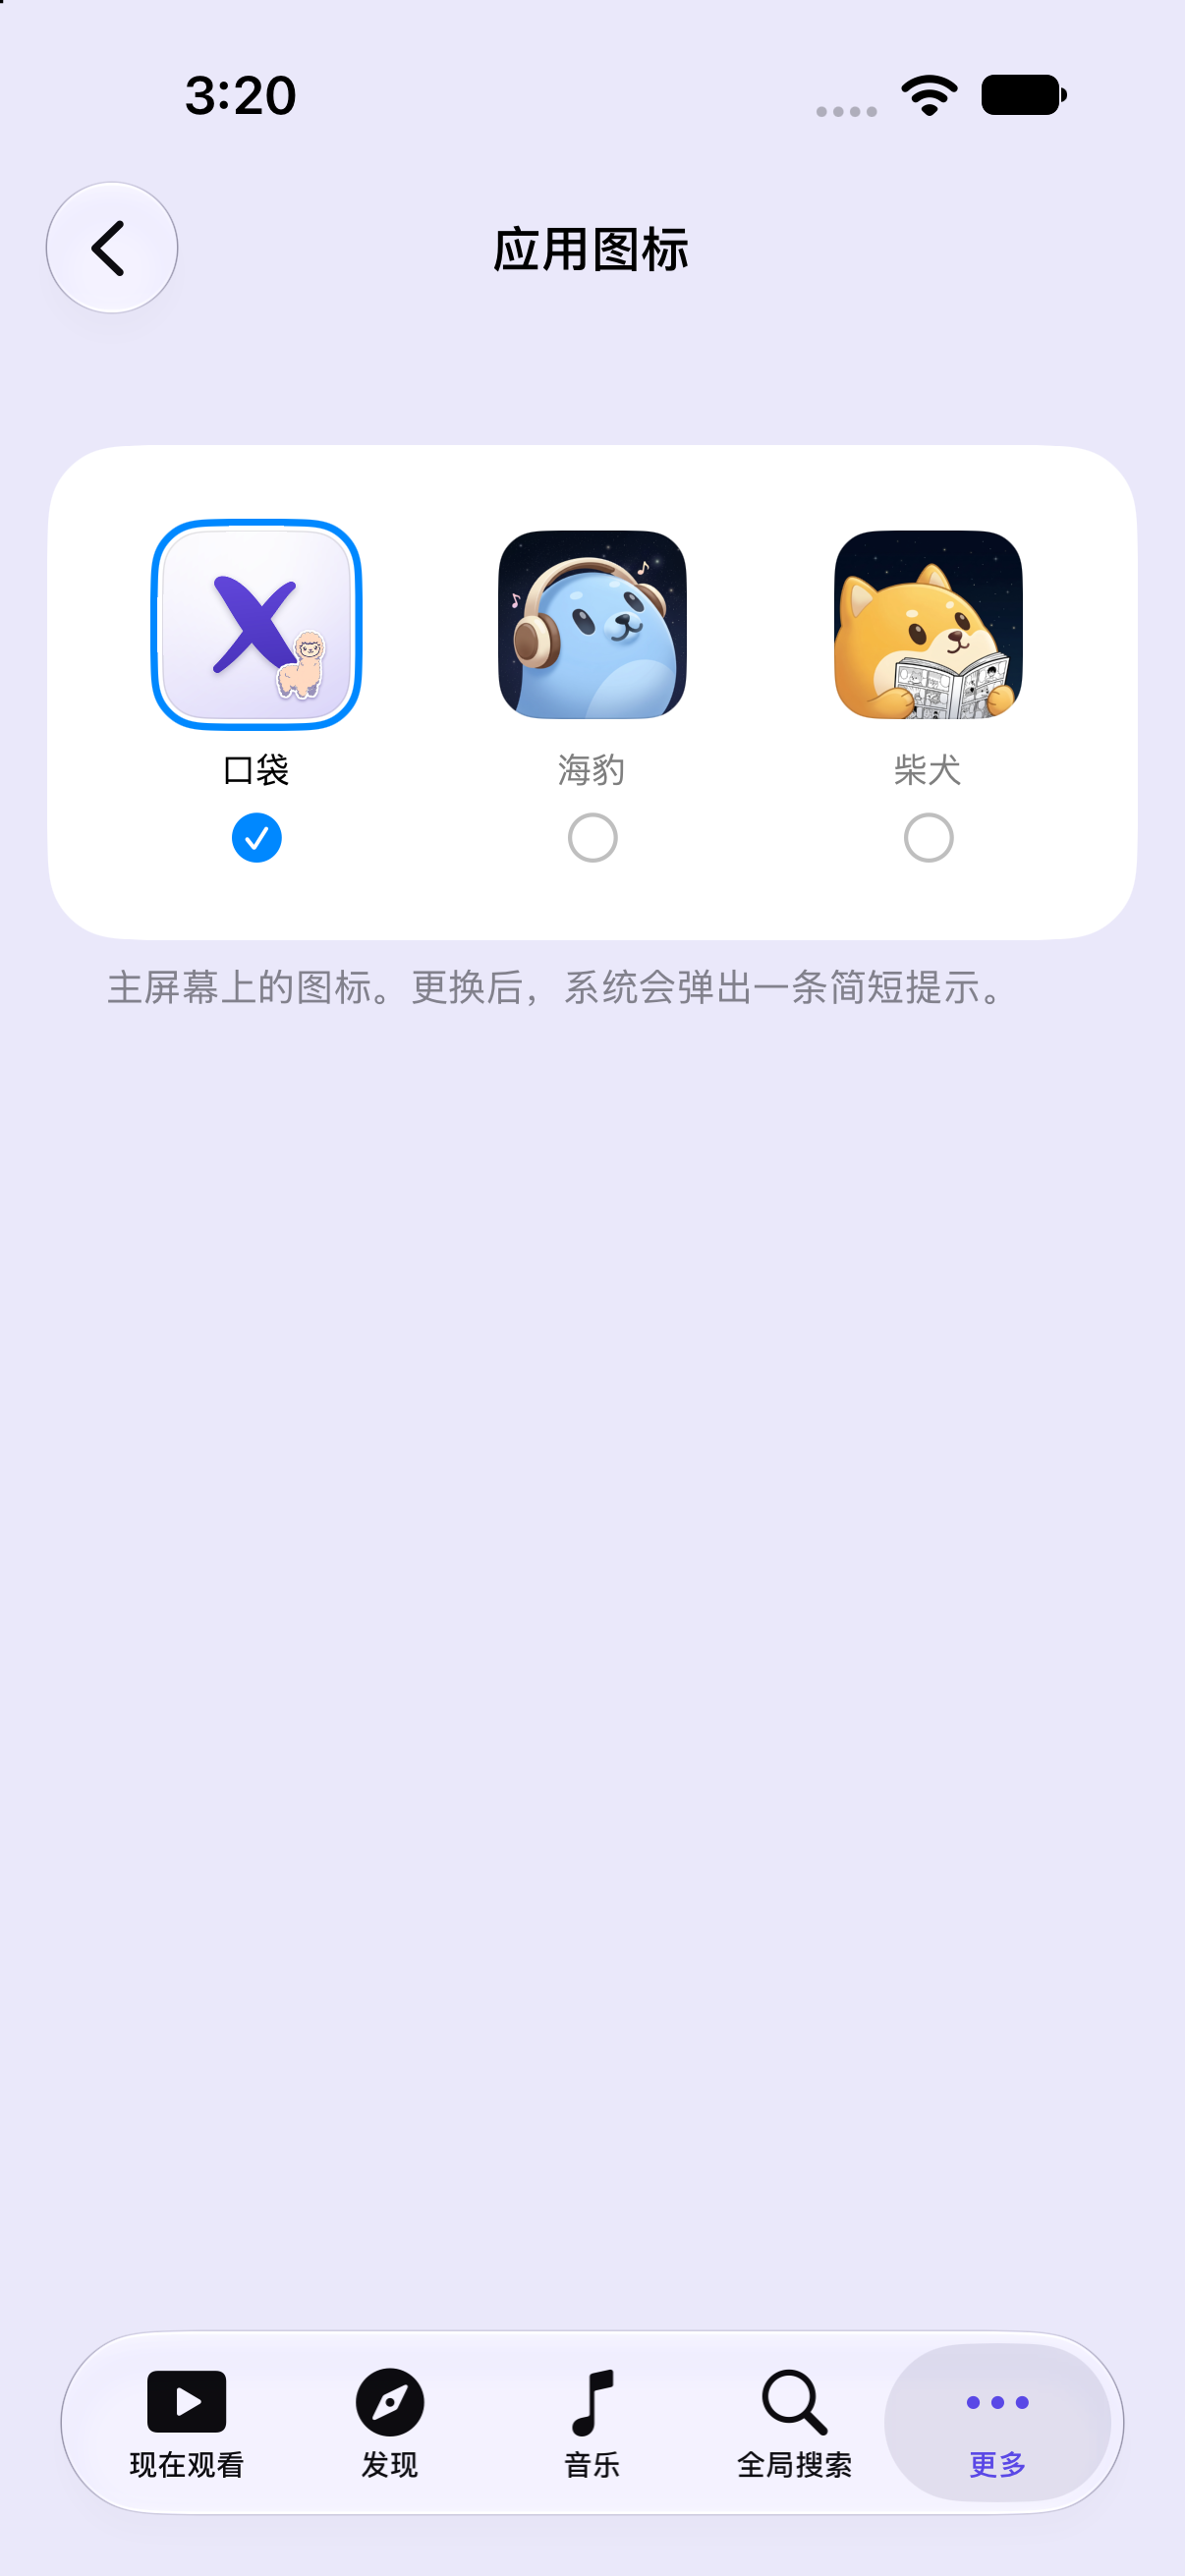 3:20
应用图标
口袋
海豹
柴犬
主屏幕上的图标。更换后，系统会弹出一条简短提示。
现在观看
发现
音乐
全局搜索
更多